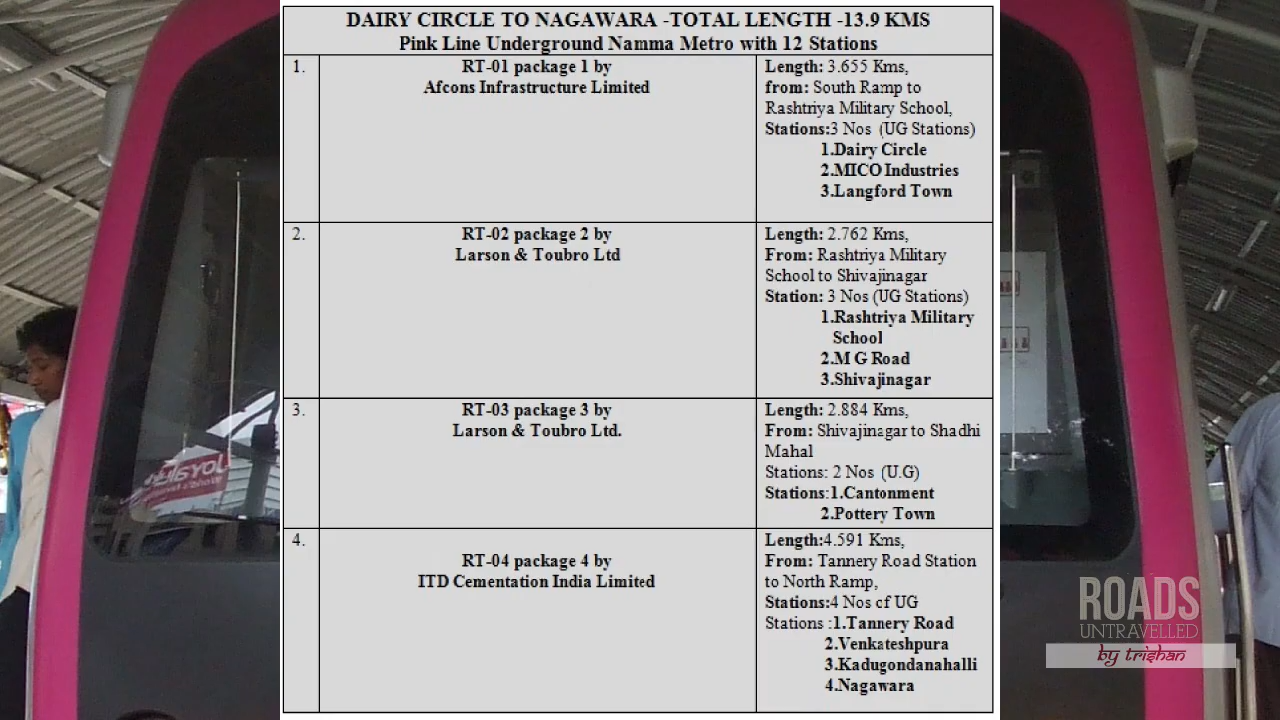 DAIRY CIRCLE TO NAGAWARA -TOTAL LENGTH -13.9 KMS
Pink Line Underground Namma Metro with 12 Stations
1.
RT-01 package 1 by
Afcons Infrastructure Limited
Length: 3.655 Kms,
from: South Ramp to
Rashtriya Military School,
Stations:3 Nos (UG Stations)
1.Dairy Circle
2.MICO Industries
3.Langford Town
2.
RT-02 package 2 by
Larson & Toubro Ltd
Length: 2.762 Kms,
From: Rashtriya Military
School to Shivajinagar
Station: 3 Nos (UG Stations)
1.Rashtriya Military
School
2.M G Road
3.Shivajinagar
3.
RT-03 package 3 by
Larson & Toubro Ltd.
Length: 2.884 Kms,
From: Shivajinagar to Shadhi
Mahal
Stations: 2 Nos (U.G)
Stations:1.Cantonment
2.Pottery Town
4.
RT-04 package 4 by
ITD Cementation India Limited
Length:4.591 Kms,
From: Tannery Road Station
to North Ramp,
Stations:4 Nos of UG
Stations :1.Tannery Road
2.Venkateshpura
3.Kadugondanahalli
4.Nagawara
ROADS
UNTRAVELLED
by trishan